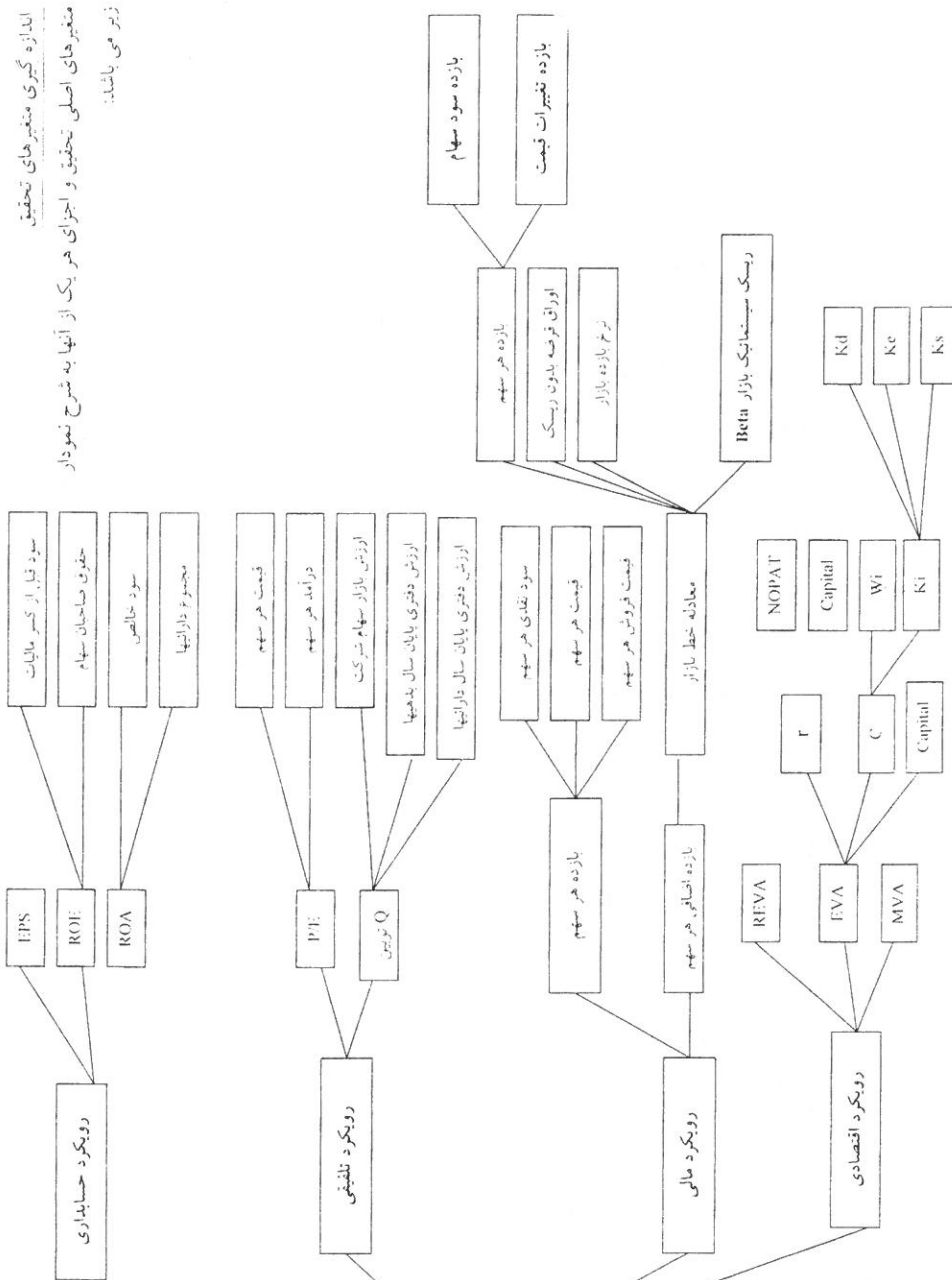 اندازه گیری متغیرهای تحقیق
متغیرهای اصلی تحقیق و اجزای هر یک از آنها به شرح نمودار
زیر می باشد:
رویکرد حسابداری
EPS
ROE
ROA
سود قبل از کسر مالیات
حقوق صاحبان سهام
سود خالص
مجموع دارائیها
رویکرد تلفیقی
P/E
Q توبین
قیمت هر سهم
درآمد هر سهم
ارزش بازار سهام شرکت
ارزش دفتری پایان سال بدهیها
ارزش دفتری پایان سال دارائیها
رویکرد مالی
بازده هر سهم
سود نقدی هر سهم
قیمت هر سهم
قیمت فروش هر سهم
بازده اضافی هر سهم
معادله خط بازار
بازده هر سهم
اوراق قرضه بدون ریسک
نرخ بازده بازار
ریسک سیستماتیک بازار Beta
بازده سود سهام
بازده تغییرات قیمت
رویکرد اقتصادی
REVA
EVA
MVA
r
C
Capital
NOPAT
Capital
Wi
Ki
Kd
Ke
Ks